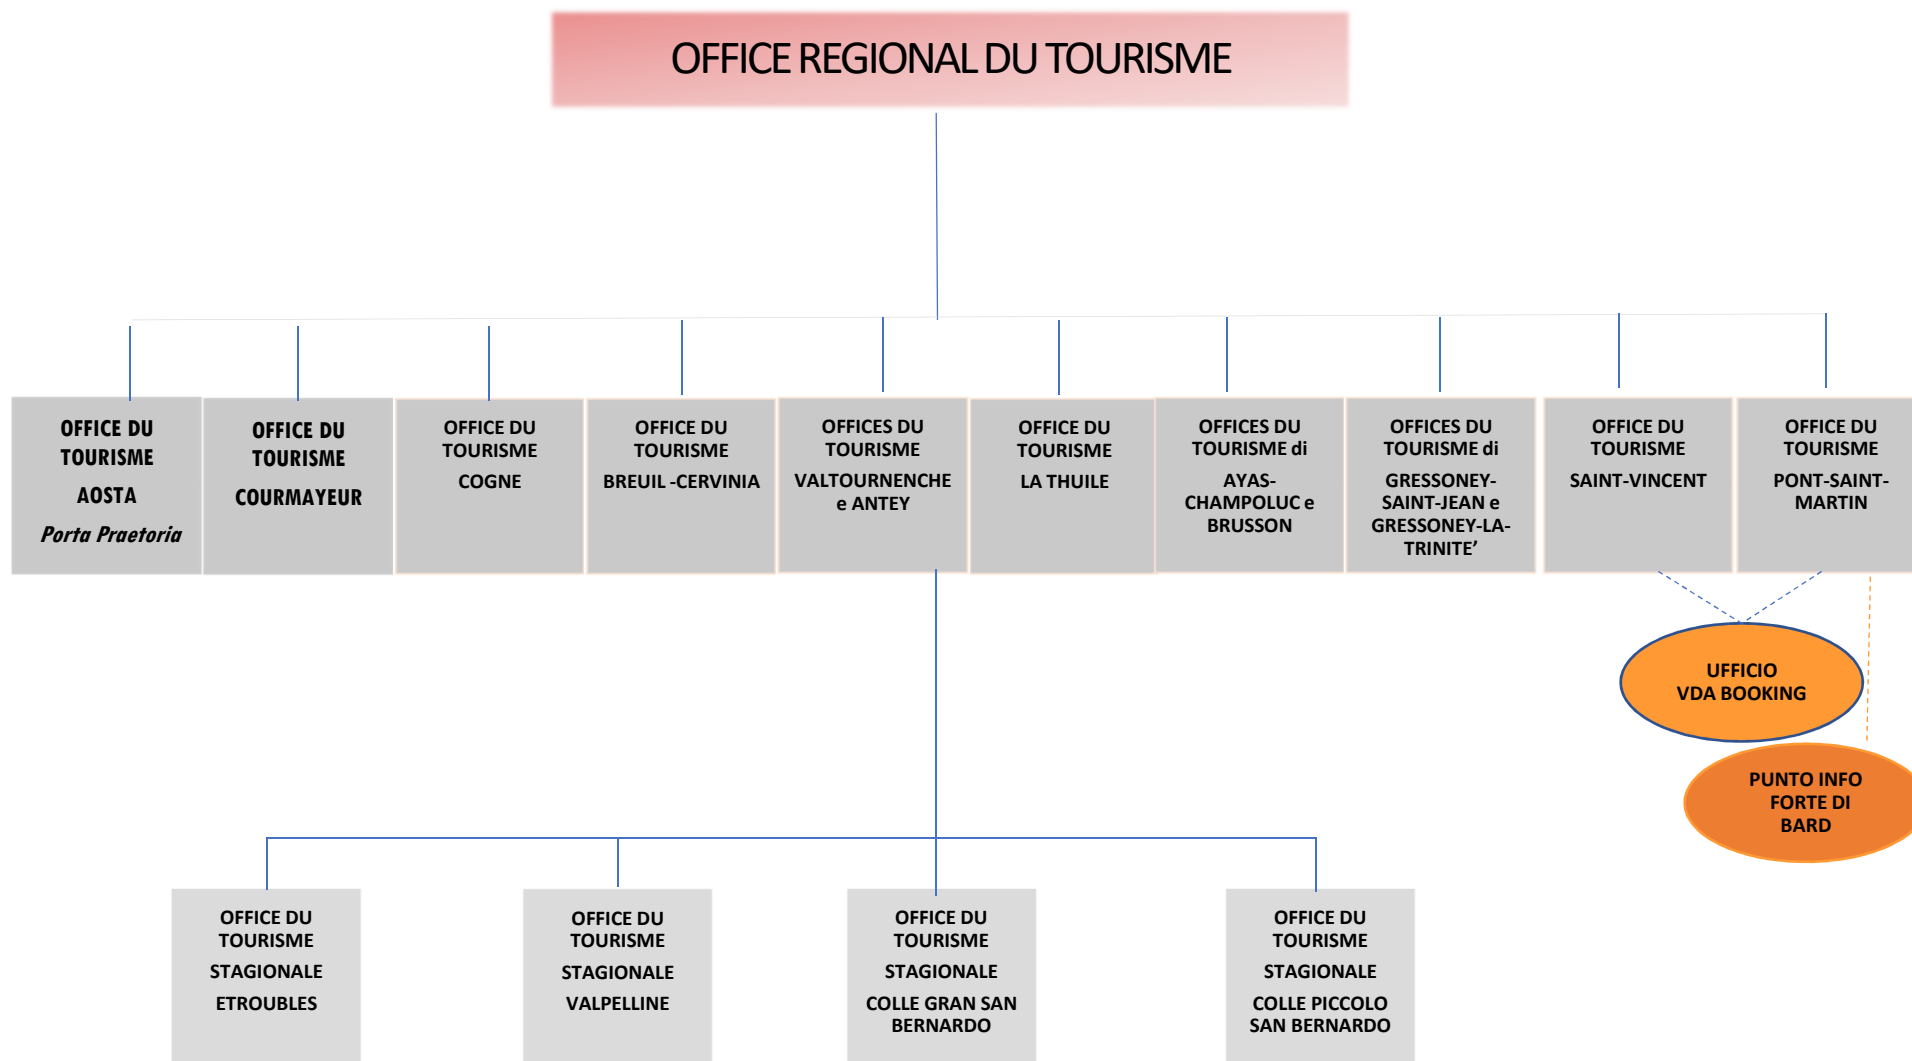 OFFICE REGIONAL DU TOURISME
OFFICE DU
TOURISME
AOSTA
Porta Praetoria
OFFICE DU
TOURISME
COURMAYEUR
OFFICE DU
TOURISME
COGNE
OFFICE DU
TOURISME
BREUIL -CERVINIA
OFFICES DU
TOURISME
VALTOURNENCHE
e ANTEY
OFFICE DU
TOURISME
LA THUILE
OFFICES DU
TOURISME di
AYAS-
CHAMPOLUC e
BRUSSON
OFFICES DU
TOURISME di
GRESSONEY-
SAINT-JEAN e
GRESSONEY-LA-
TRINITE’
OFFICE DU
TOURISME
SAINT-VINCENT
OFFICE DU
TOURISME
PONT-SAINT-
MARTIN
UFFICIO
VDA BOOKING
PUNTO INFO
FORTE DI
BARD
OFFICE DU
TOURISME
STAGIONALE
ETROUBLES
OFFICE DU
TOURISME
STAGIONALE
VALPELLINE
OFFICE DU
TOURISME
STAGIONALE
COLLE GRAN SAN
BERNARDO
OFFICE DU
TOURISME
STAGIONALE
COLLE PICCOLO
SAN BERNARDO